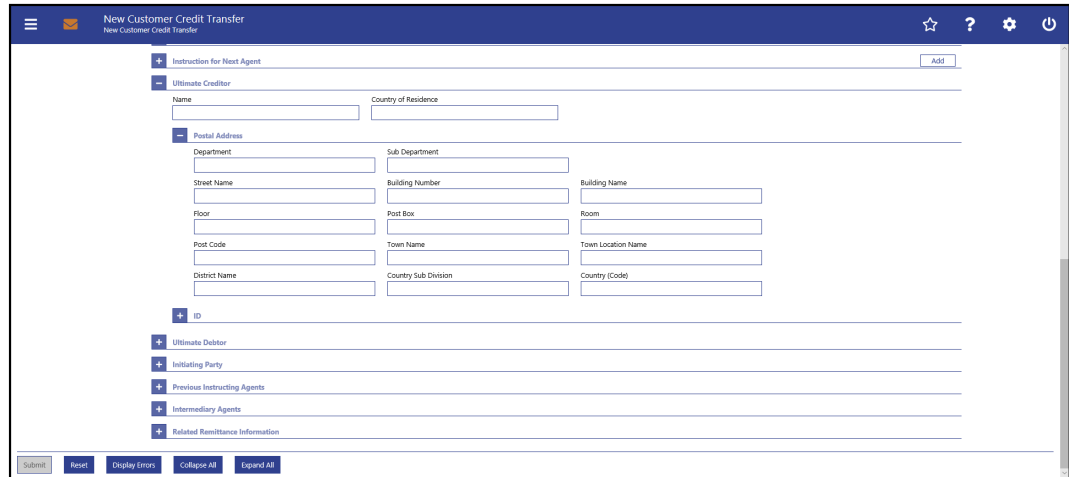 New Customer Credit Transfer
New Customer Credit Transfer
?
+ Instruction for Next Agent Add
− Ultimate Creditor
Name Country of Residence
− Postal Address
Department Sub Department
Street Name Building Number Building Name
Floor Post Box Room
Post Code Town Name Town Location Name
District Name Country Sub Division Country (Code)
+ ID
+ Ultimate Debtor
+ Initiating Party
+ Previous Instructing Agents
+ Intermediary Agents
+ Related Remittance Information
Submit Reset Display Errors Collapse All Expand All